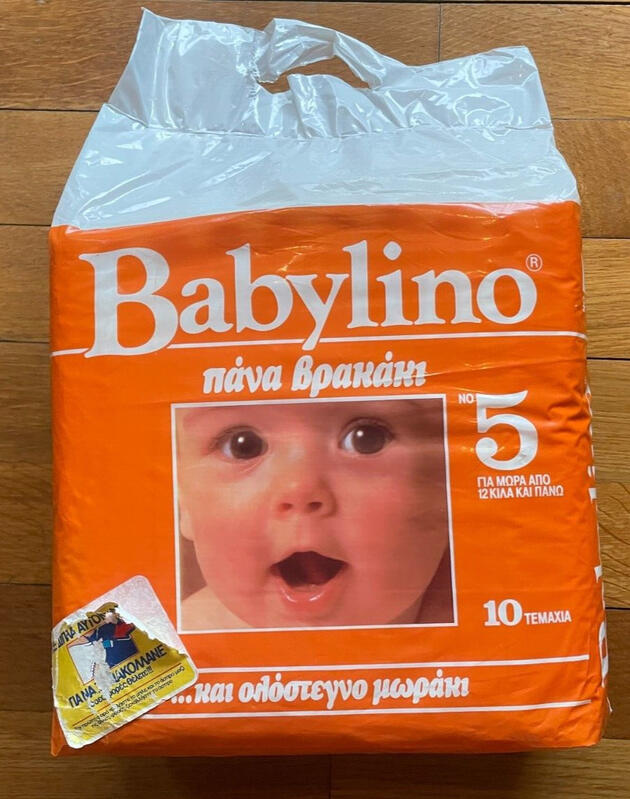 Babylino®
πάνα βρακάκι
NO 5
ΓΙΑ ΜΩΡΑ ΑΠΟ
12 ΚΙΛΑ ΚΑΙ ΠΑΝΩ
10 ΤΕΜΑΧΙΑ
...και ολόστεγνο μωράκι